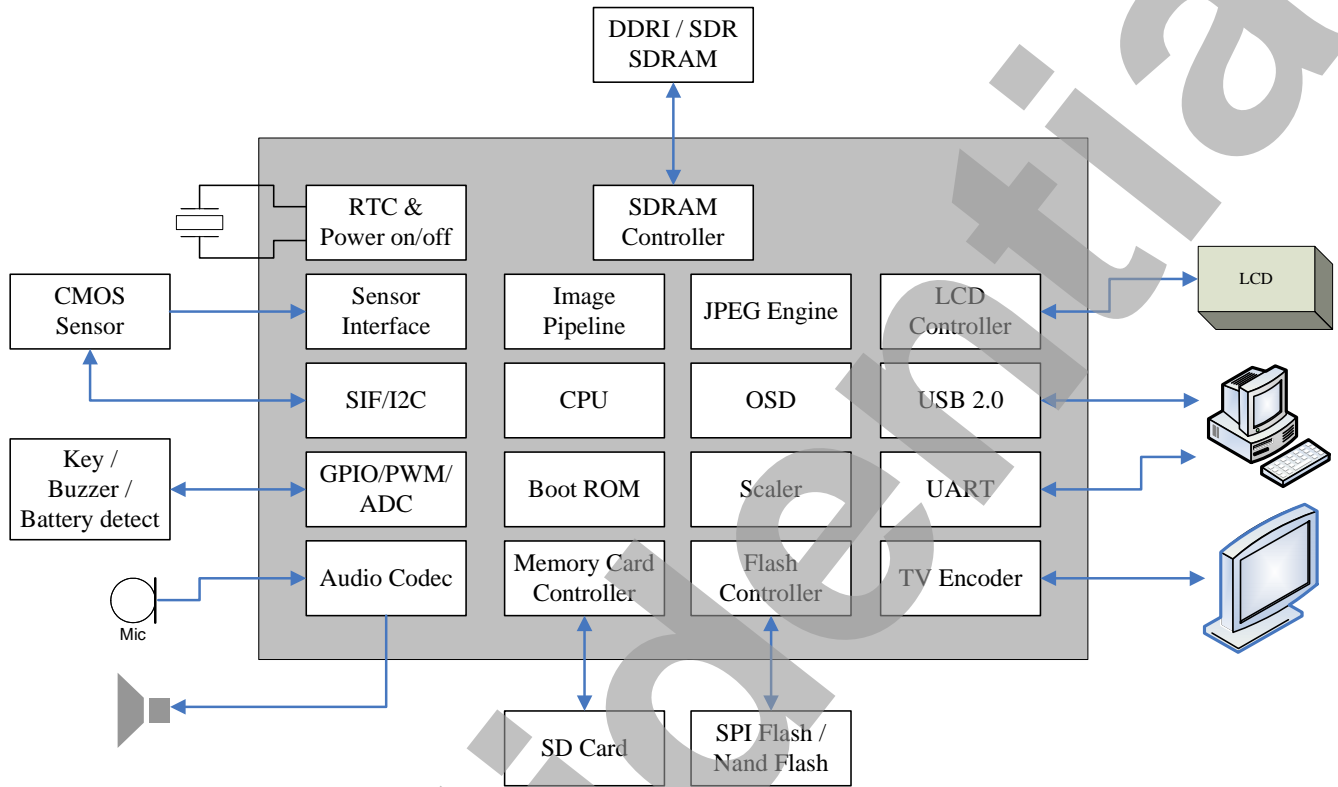 DDRI / SDR
SDRAM
RTC &
Power on/off
SDRAM
Controller
CMOS
Sensor
Sensor
Interface
Image
Pipeline
JPEG Engine
LCD
Controller
LCD
SIF/I2C
CPU
OSD
USB 2.0
Key /
Buzzer /
Battery detect
GPIO/PWM/
ADC
Boot ROM
Scaler
UART
Audio Codec
Memory Card
Controller
Flash
Controller
TV Encoder
Mic
SD Card
SPI Flash /
Nand Flash
identia